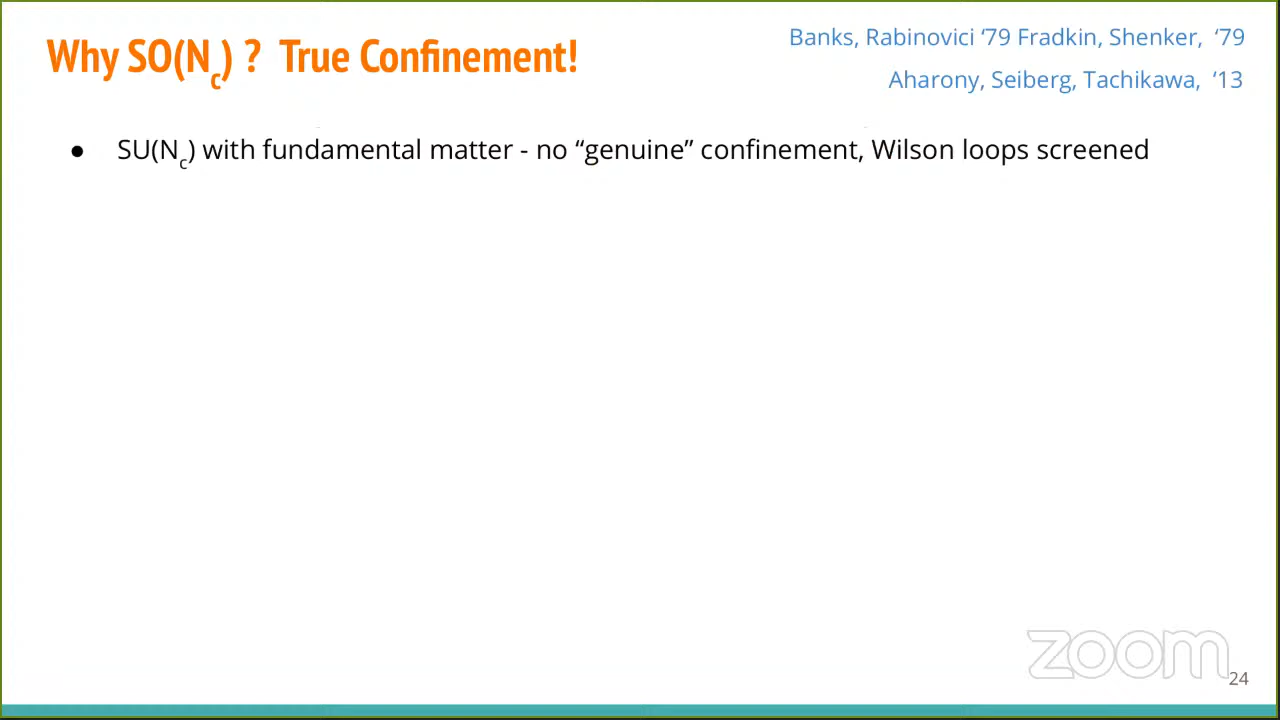 Why SO(Nc) ? True Confinement!
Banks, Rabinovici ‘79 Fradkin, Shenker, ‘79
Aharony, Seiberg, Tachikawa, ‘13
● SU(Nc) with fundamental matter - no “genuine” confinement, Wilson loops screened
zoom
24